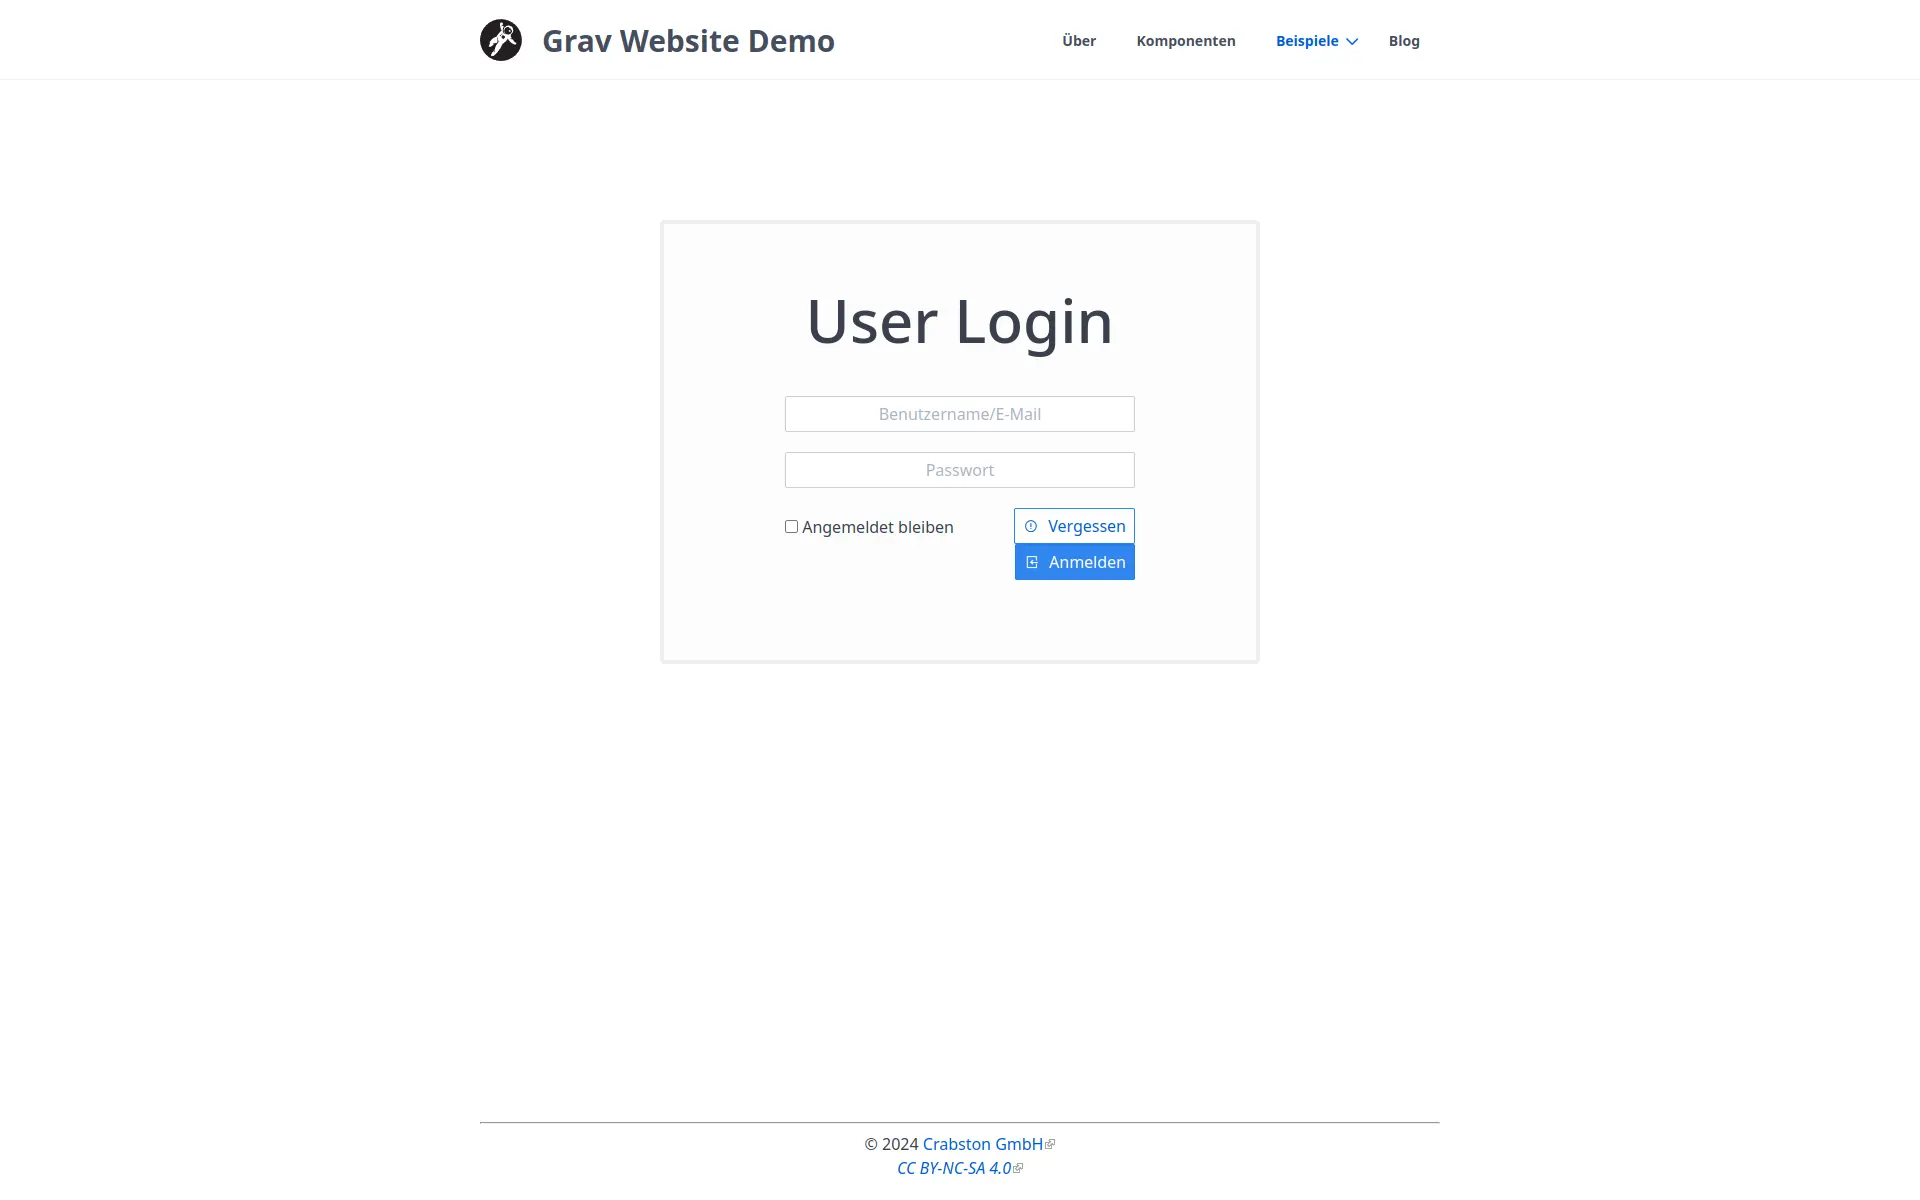 Grav Website Demo
Über
Komponenten
Beispiele
Blog
User Login
Benutzername/E-Mail
Passwort
Angemeldet bleiben
Vergessen
Anmelden
© 2024 Crabston GmbH
CC BY-NC-SA 4.0